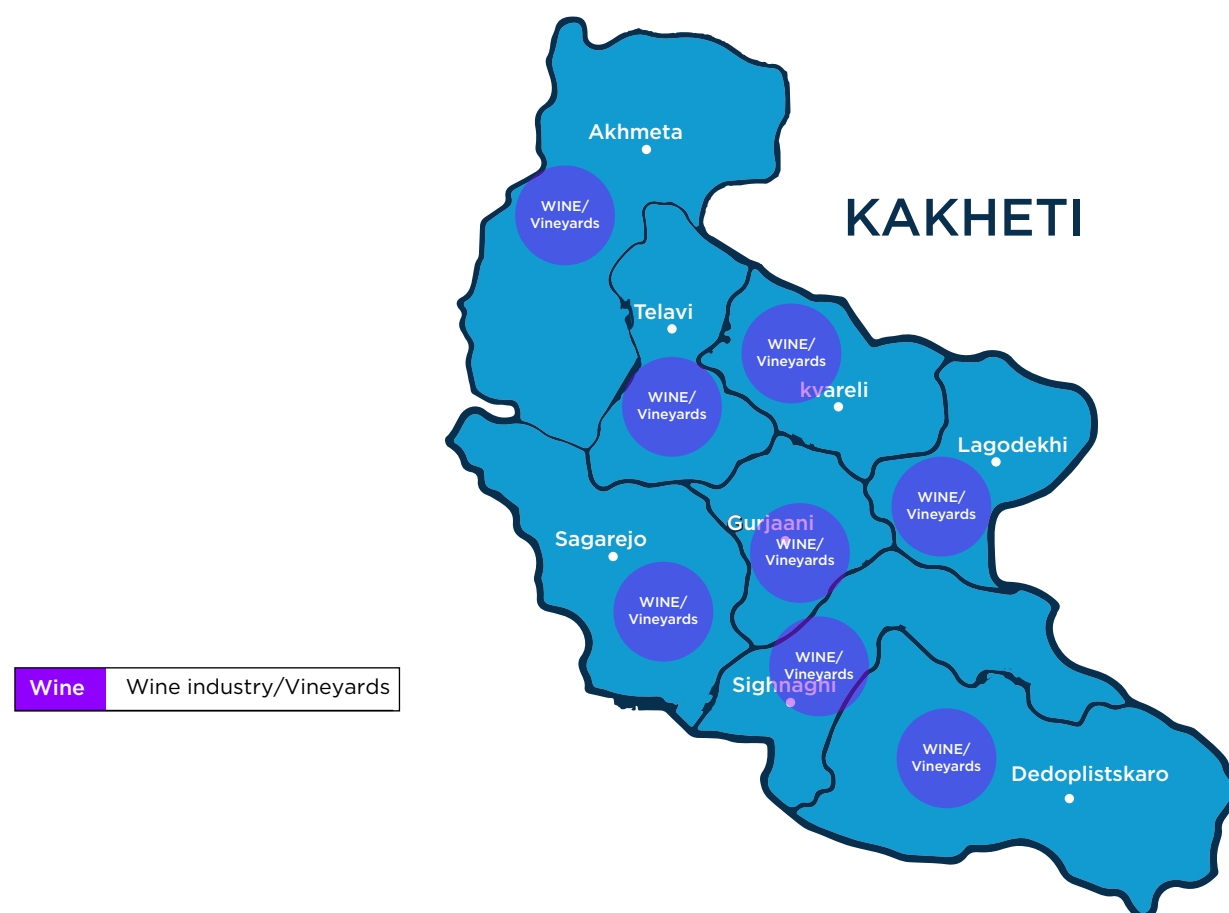 Akhmeta
WINE/
Vineyards
KAKHETI
Telavi
WINE/
Vineyards
kvareli
WINE/
Vineyards
Lagodekhi
WINE/
Vineyards
Gurjaani
WINE/
Vineyards
Sagarejo
WINE/
Vineyards
WINE/
Vineyards
Sighnaghi
Wine Wine industry/Vineyards
WINE/
Vineyards
Dedoplistskaro